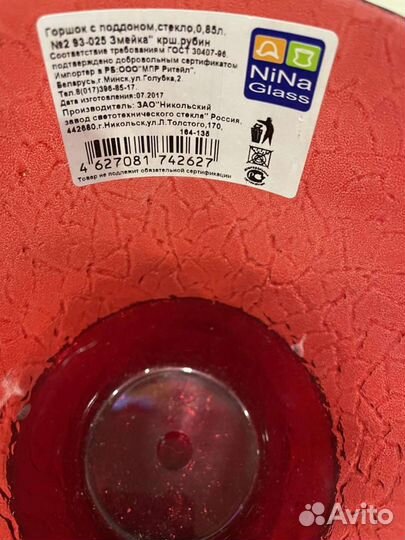 Горшок с поддоном,стекло,0,85л.
№2 93-025 Змейка" крш.рубин
Соответствие требованиям ГОСТ 30407-96.
подтверждено добровольным сертификатом
Импортер в РБ:ООО"МЛР Ритейл".
Беларусь,г.Минск,ул.Голубка,2.
Тел.8(017)396-85-17.
Дата изготовления:07.2017
Производитель: ЗАО"Никольский
завод светотехнического стекла" Россия,
442680,г.Никольск,ул.Л.Толстого,170,
164-135
4 627081 742627
Товар не подлежит обязательной сертификации
NiNa
Glass
Avito